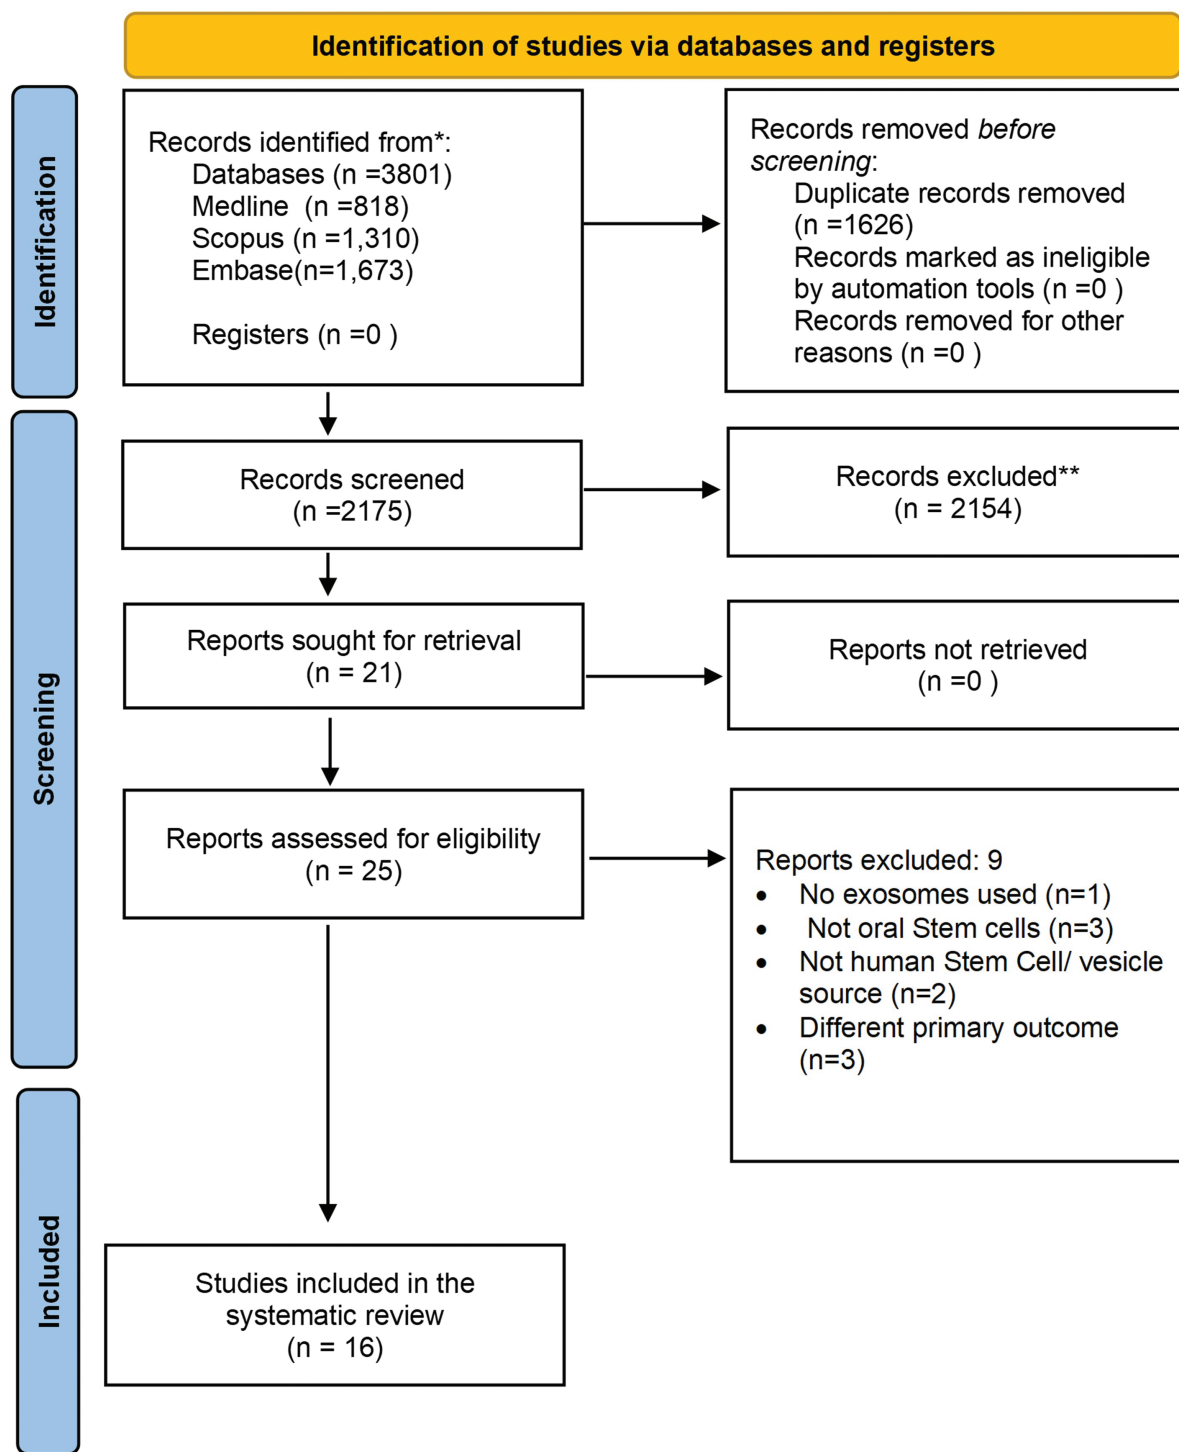 Identification of studies via databases and registers
Identification
Records identified from*:
Databases (n =3801)
Medline  (n =818)
Scopus (n =1,310)
Embase(n=1,673)
Registers (n =0 )
Records removed before
screening:
Duplicate records removed
(n =1626)
Records marked as ineligible
by automation tools (n =0 )
Records removed for other
reasons (n =0 )
Screening
Records screened
(n =2175)
Records excluded**
(n = 2154)
Reports sought for retrieval
(n = 21)
Reports not retrieved
(n =0 )
Reports assessed for eligibility
(n = 25)
Reports excluded: 9
• No exosomes used (n=1)
• Not oral Stem cells (n=3)
• Not human Stem Cell/ vesicle
source (n=2)
• Different primary outcome
(n=3)
Included
Studies included in the
systematic review
(n = 16)